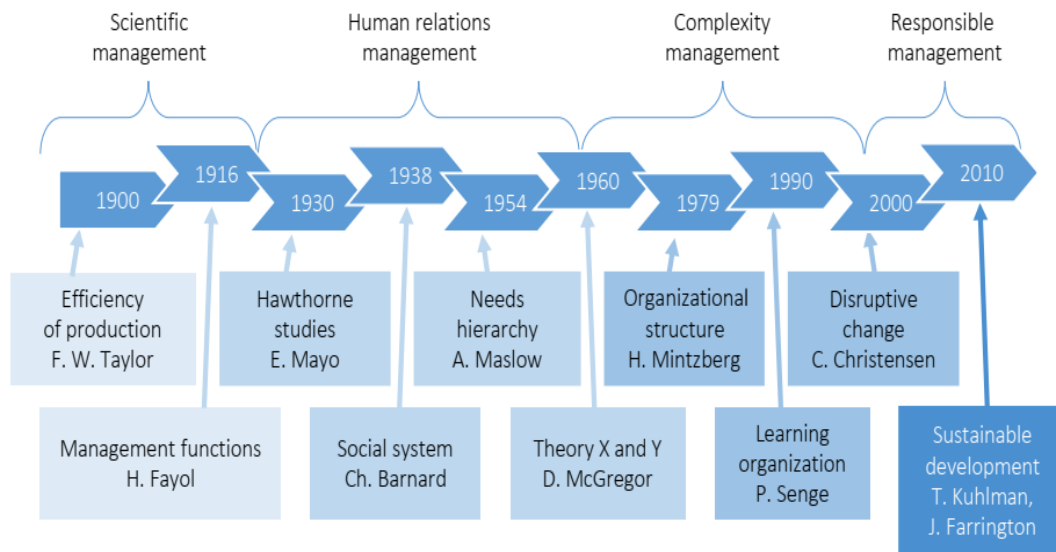 Scientific
management
Human relations
management
Complexity
management
Responsible
management
1900
1916
1930
1938
1954
1960
1979
1990
2000
2010
Efficiency
of production
F. W. Taylor
Hawthorne
studies
E. Mayo
Needs
hierarchy
A. Maslow
Organizational
structure
H. Mintzberg
Disruptive
change
C. Christensen
Management functions
H. Fayol
Social system
Ch. Barnard
Theory X and Y
D. McGregor
Learning
organization
P. Senge
Sustainable
development
T. Kuhlman,
J. Farrington